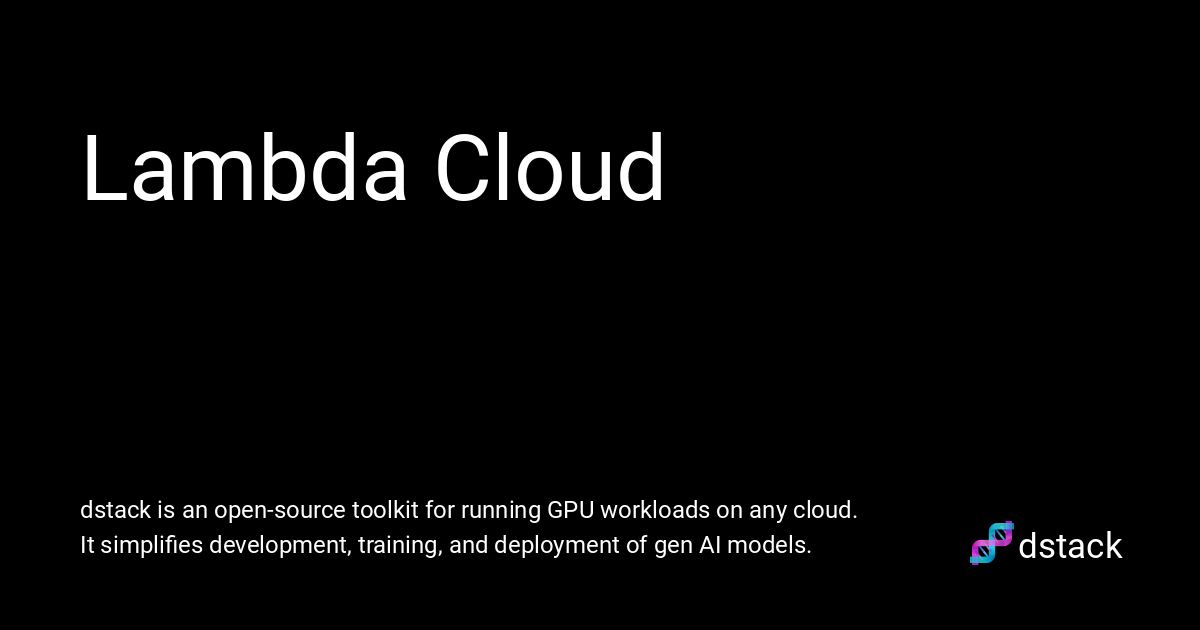 Lambda Cloud
dstack is an open-source toolkit for running GPU workloads on any cloud.
It simplifies development, training, and deployment of gen AI models.
dstack